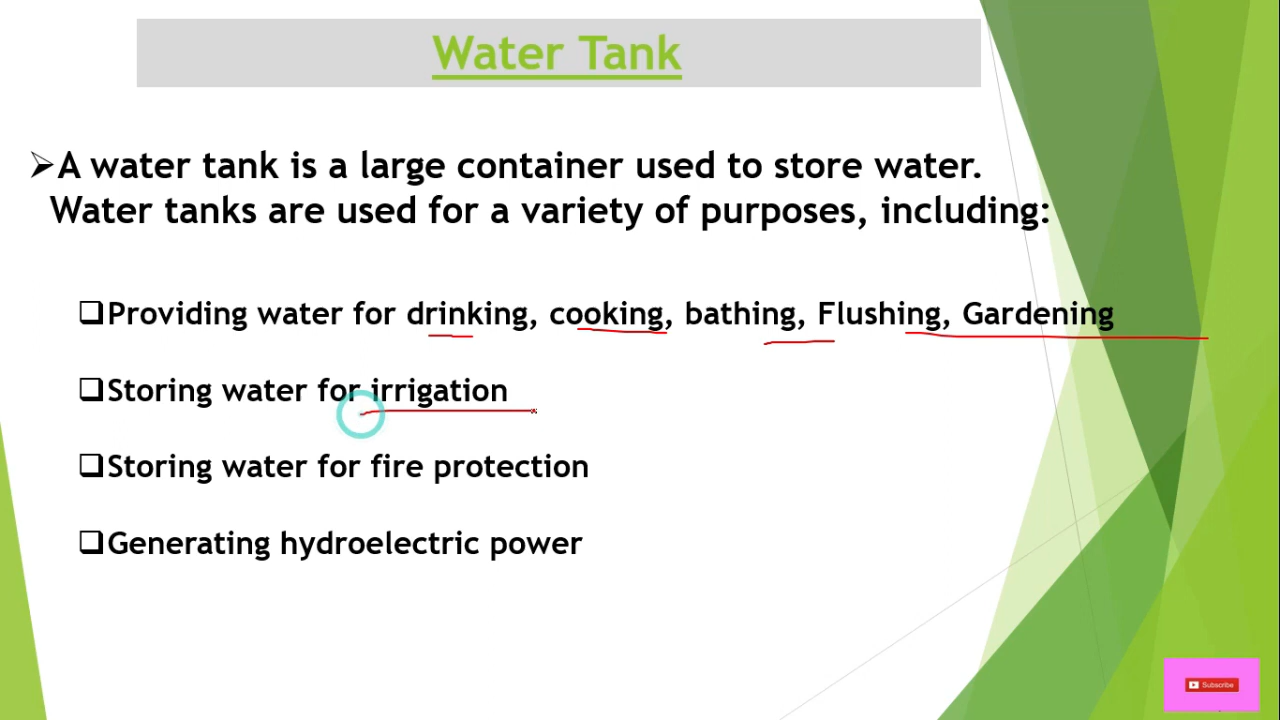 Water Tank
A water tank is a large container used to store water.
Water tanks are used for a variety of purposes, including:
Providing water for drinking, cooking, bathing, Flushing, Gardening
Storing water for irrigation
Storing water for fire protection
Generating hydroelectric power
Subscribe